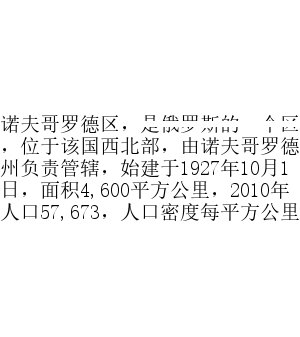 诺夫哥罗德区，是俄罗斯的一个区
，位于该国西北部，由诺夫哥罗德
州负责管辖，始建于1927年10月1
日，面积4,600平方公里，2010年
人口57,673，人口密度每平方公里